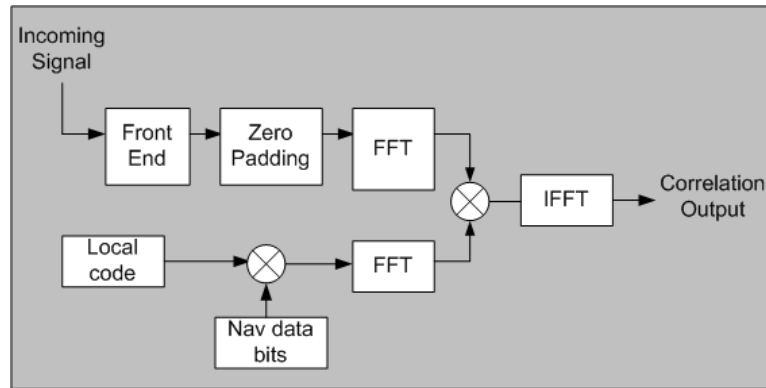 Incoming
Signal
Front
End
Zero
Padding
FFT
IFFT
Correlation
Output
Local
code
FFT
Nav data
bits